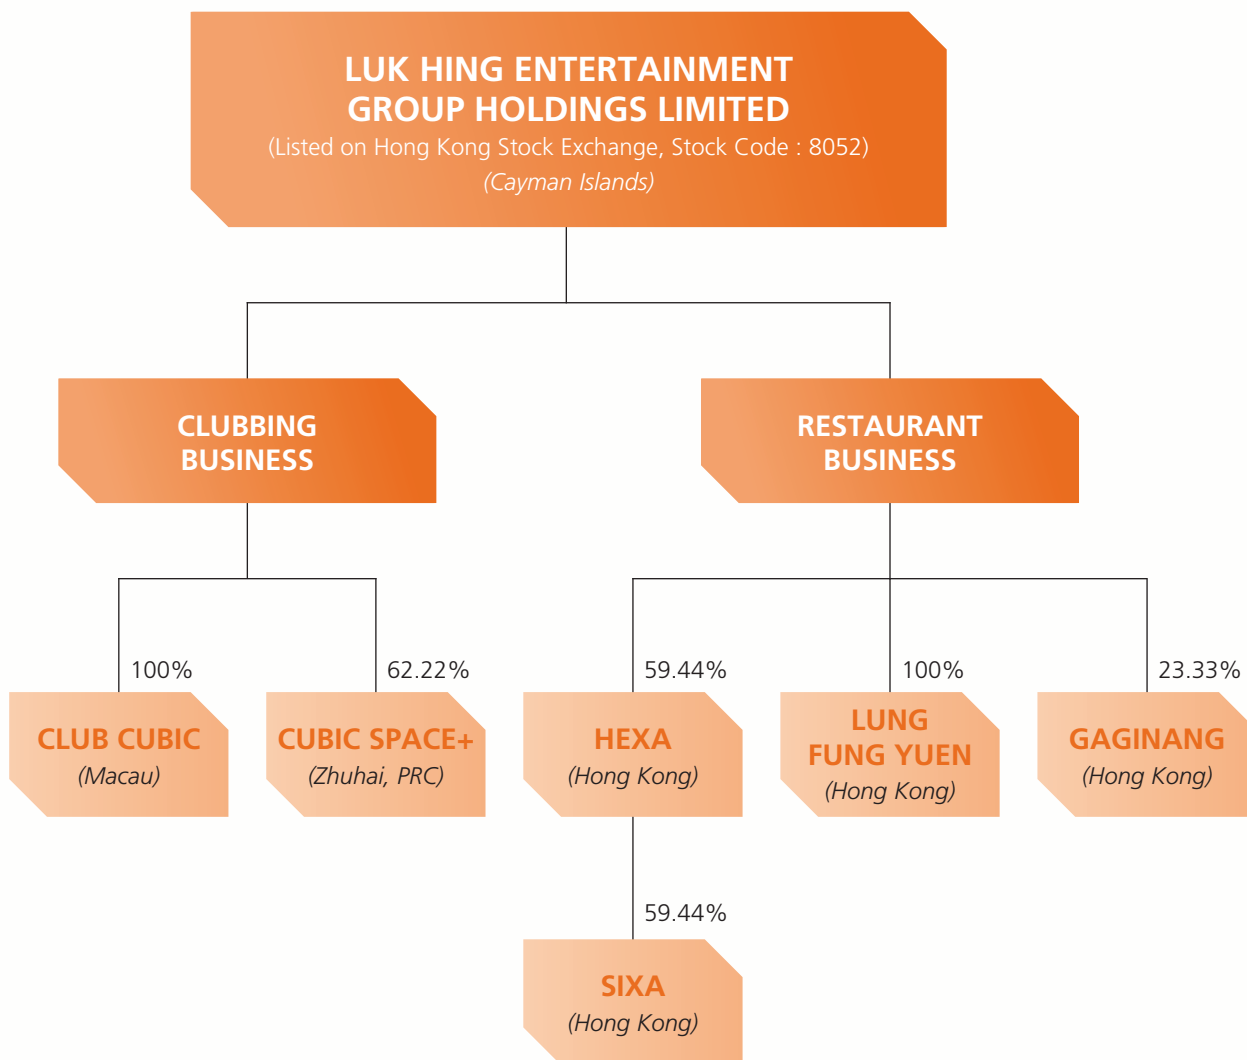 LUK HING ENTERTAINMENT
GROUP HOLDINGS LIMITED
(Listed on Hong Kong Stock Exchange, Stock Code : 8052)
(Cayman Islands)
CLUBBING
BUSINESS
RESTAURANT
BUSINESS
100%
62.22%
59.44%
100%
23.33%
CLUB CUBIC
(Macau)
CUBIC SPACE+
(Zhuhai, PRC)
HEXA
(Hong Kong)
LUNG
FUNG YUEN
(Hong Kong)
GAGINANG
(Hong Kong)
59.44%
SIXA
(Hong Kong)